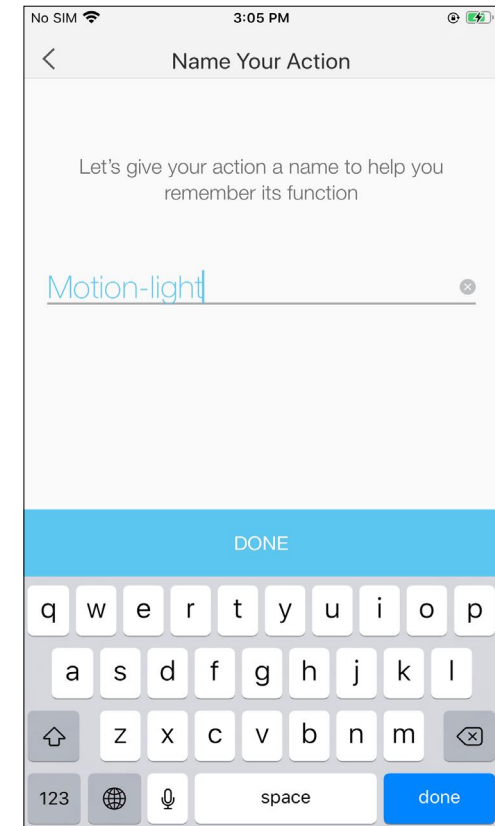 No SIM 3:05 PM
Name Your Action
Let's give your action a name to help you
remember its function
Motion-light
DONE
q w e r t y u i o p
a s d f g h j k l
z x c v b n m
123 space done